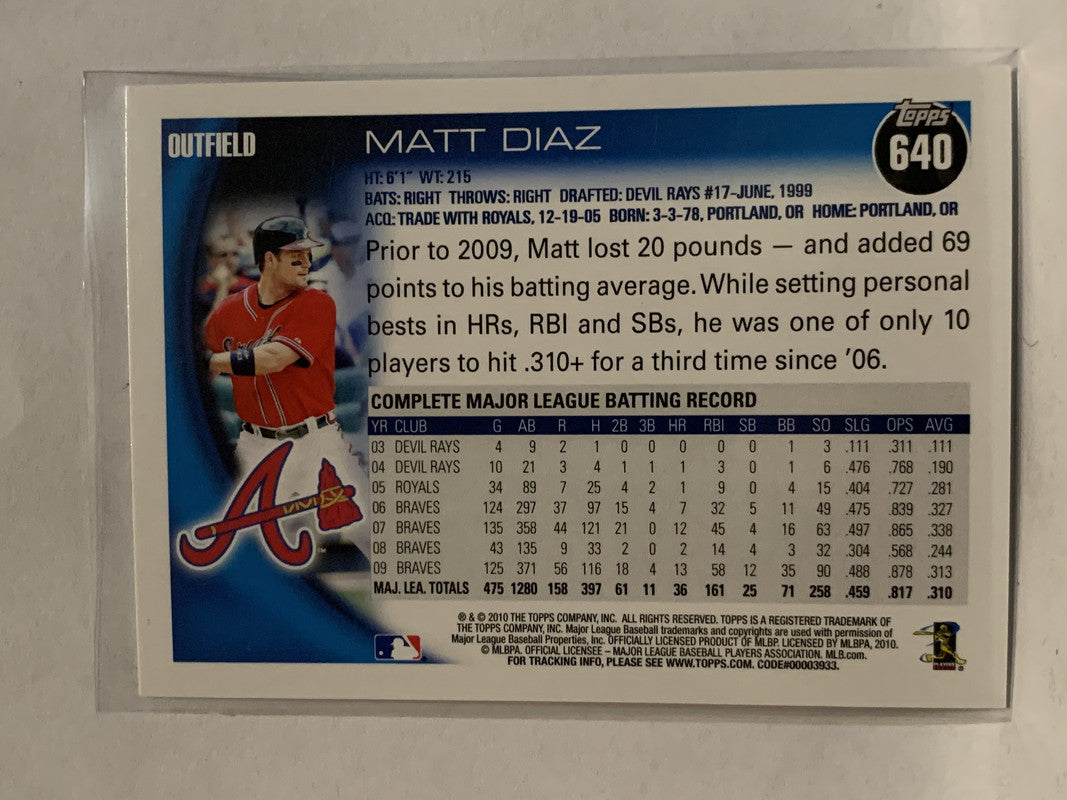 OUTFIELD
MATT DIAZ
Topps
640
HT: 6'1" WT: 215
BATS: RIGHT THROWS: RIGHT DRAFTED: DEVIL RAYS #17-JUNE, 1999
ACQ: TRADE WITH ROYALS, 12-19-05 BORN: 3-3-78, PORTLAND, OR HOME: PORTLAND, OR
Prior to 2009, Matt lost 20 pounds — and added 69
points to his batting average. While setting personal
bests in HRs, RBI and SBs, he was one of only 10
players to hit .310+ for a third time since '06.
COMPLETE MAJOR LEAGUE BATTING RECORD
YR CLUB G AB R H 2B 3B HR RBI SB BB SO SLG OPS AVG
03 DEVIL RAYS 4 9 2 1 0 0 0 0 0 1 3 .111 .311 .111
04 DEVIL RAYS 10 21 3 4 1 1 1 3 0 1 6 .476 .768 .190
05 ROYALS 34 89 7 25 4 2 1 9 0 4 15 .404 .727 .281
06 BRAVES 124 297 37 97 15 4 7 32 5 11 49 .475 .839 .327
07 BRAVES 135 358 44 121 21 0 12 45 4 16 63 .497 .865 .338
08 BRAVES 43 135 9 33 2 0 2 14 4 3 32 .304 .568 .244
09 BRAVES 125 371 56 116 18 4 13 58 12 35 90 .488 .878 .313
MAJ. LEA. TOTALS 475 1280 158 397 61 11 36 161 25 71 258 .459 .817 .310
® & © 2010 THE TOPPS COMPANY, INC. ALL RIGHTS RESERVED. TOPPS IS A REGISTERED TRADEMARK OF
THE TOPPS COMPANY, INC. Major League Baseball trademarks and copyrights are used with permission of
Major League Baseball Properties, Inc. OFFICIALLY LICENSED PRODUCT OF MLBP. LICENSED BY MLBPA, 2010.
© MLBPA. OFFICIAL LICENSEE – MAJOR LEAGUE BASEBALL PLAYERS ASSOCIATION. MLB.com.
FOR TRACKING INFO, PLEASE SEE WWW.TOPPS.COM. CODE#00003933.